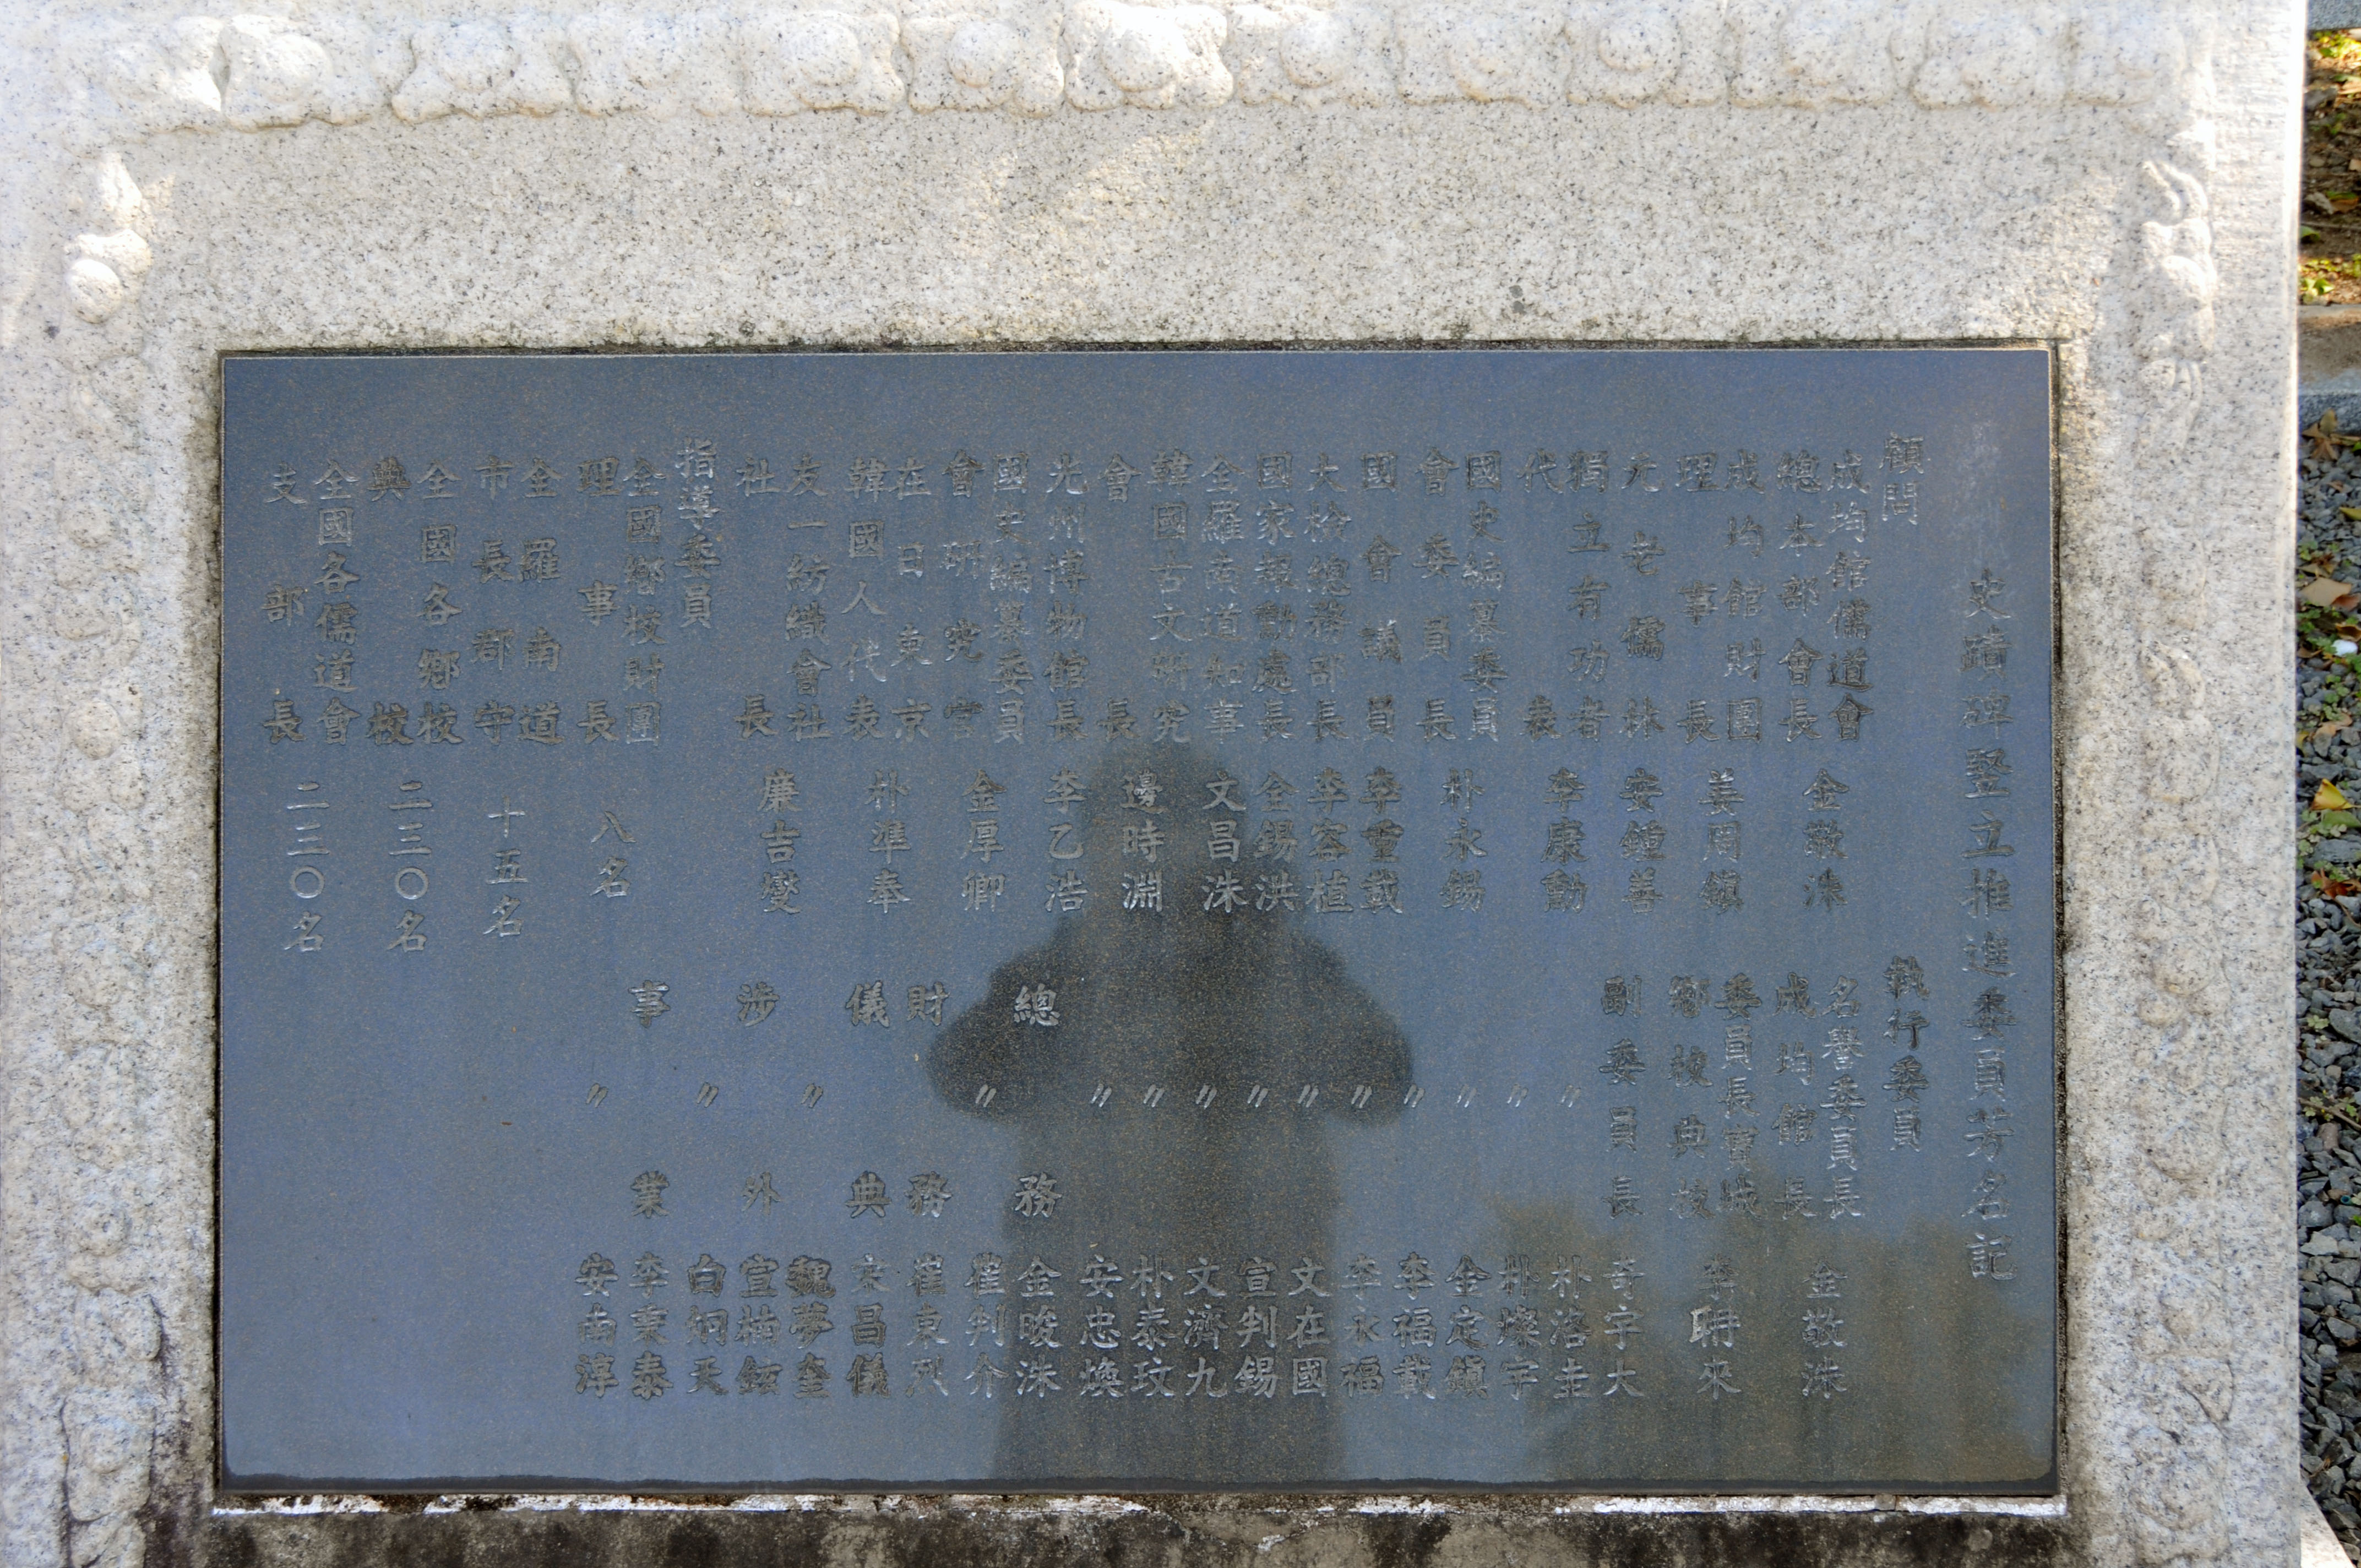 史蹟碑竪立推進委員芳名記
顧問
成均館儒道會
總本部會長 金敬洙
成均館財團
理事長 姜周鎮
元老儒林 安鍾善
獨立有功者
代表 李康勳
國史編纂委員
會委員長 朴永錫
國會議員 李重載
大檢總務部長 李容植
國家報勳處長 全錫洪
全羅南道知事 文昌洙
韓國古文研究
會長 邊時淵
光州博物館長 李乙浩
國史編纂委員
會研究官 金厚卿
在日東京
韓國人代表 朴準奉
友一紡織會社
社長 廉吉燮
指導委員
全國鄉校財團
理事長 八名
金羅南道
市長郡守 十五名
全國各鄉校
典校 二三〇名
全國各儒道會
支部長 二三〇名
執行委員
名譽委員長
成均館長 金敬洙
委員長寶城
鄉校典校 李時來
副委員長 奇宇大
〃 朴洛圭
〃 朴燦宇
〃 金定鎮
〃 李福載
〃 李永福
〃 文在國
〃 宣判錫
〃 文濟九
〃 朴泰玟
〃 安忠煥
總務 金晙洙
〃 崔判介
財務 崔東烈
儀典 文昌儀
〃 魏夢奎
涉外 宣楠鉉
〃 白炯天
事業 李秉泰
〃 安南淳